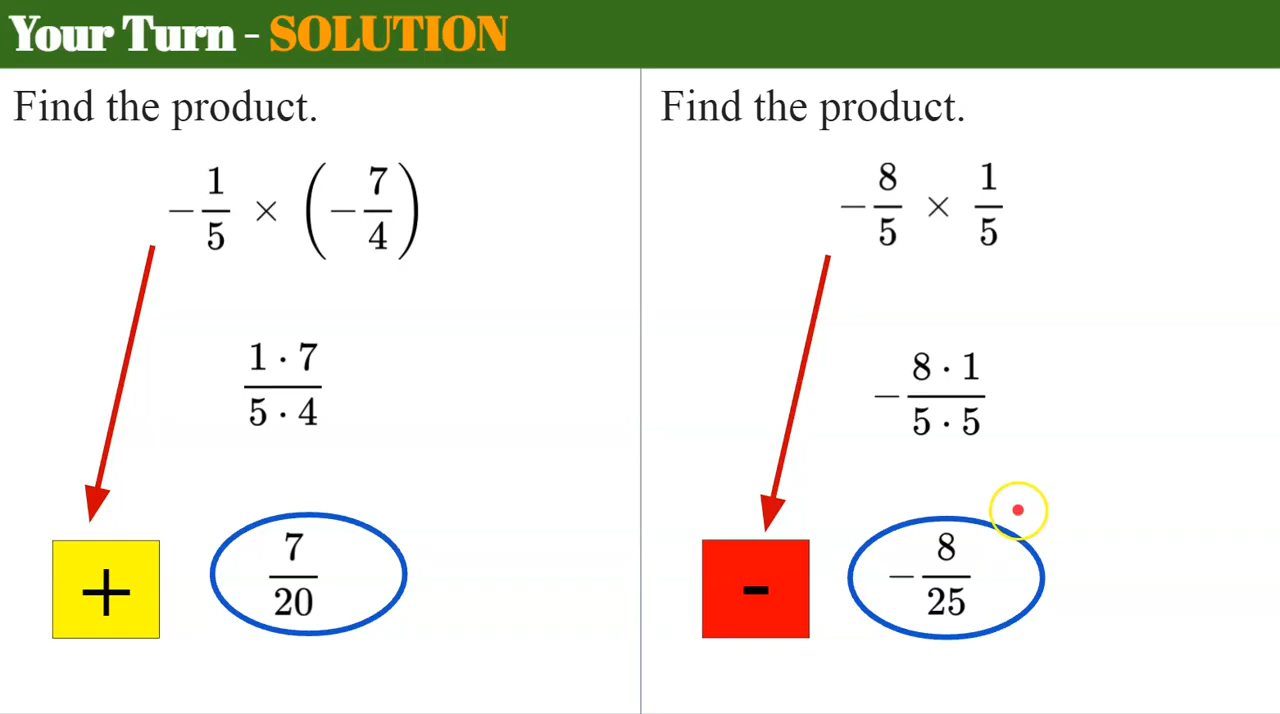 Your Turn - SOLUTION
Find the product.
-1/5 × (-7/4)
1 · 7 / 5 · 4
+
7/20
Find the product.
-8/5 × 1/5
-8 · 1 / 5 · 5
-
-8/25